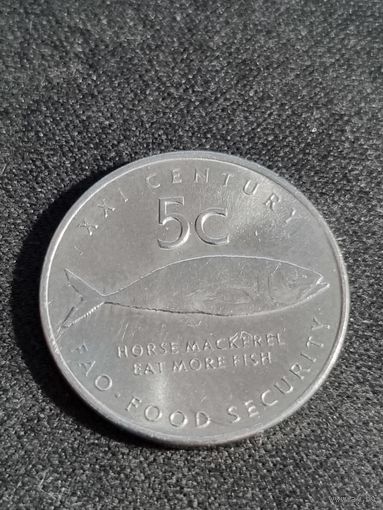 XXI CENTURY
5C
HORSE MACKEREL
EAT MORE FISH
FAO · FOOD SECURITY